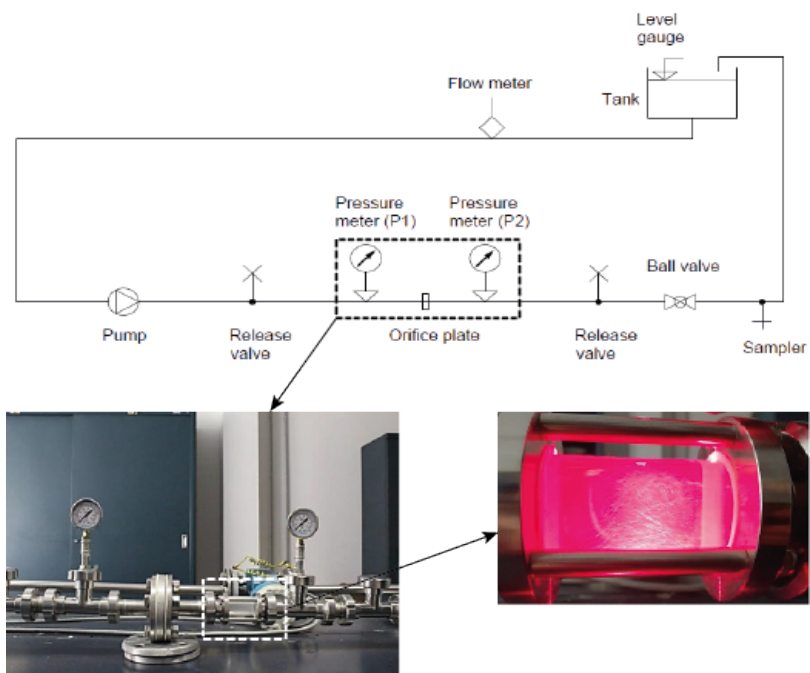 Level
gauge
Flow meter
Tank
Pressure
meter (P1)
Pressure
meter (P2)
Ball valve
Pump
Release
valve
Orifice plate
Release
valve
Sampler